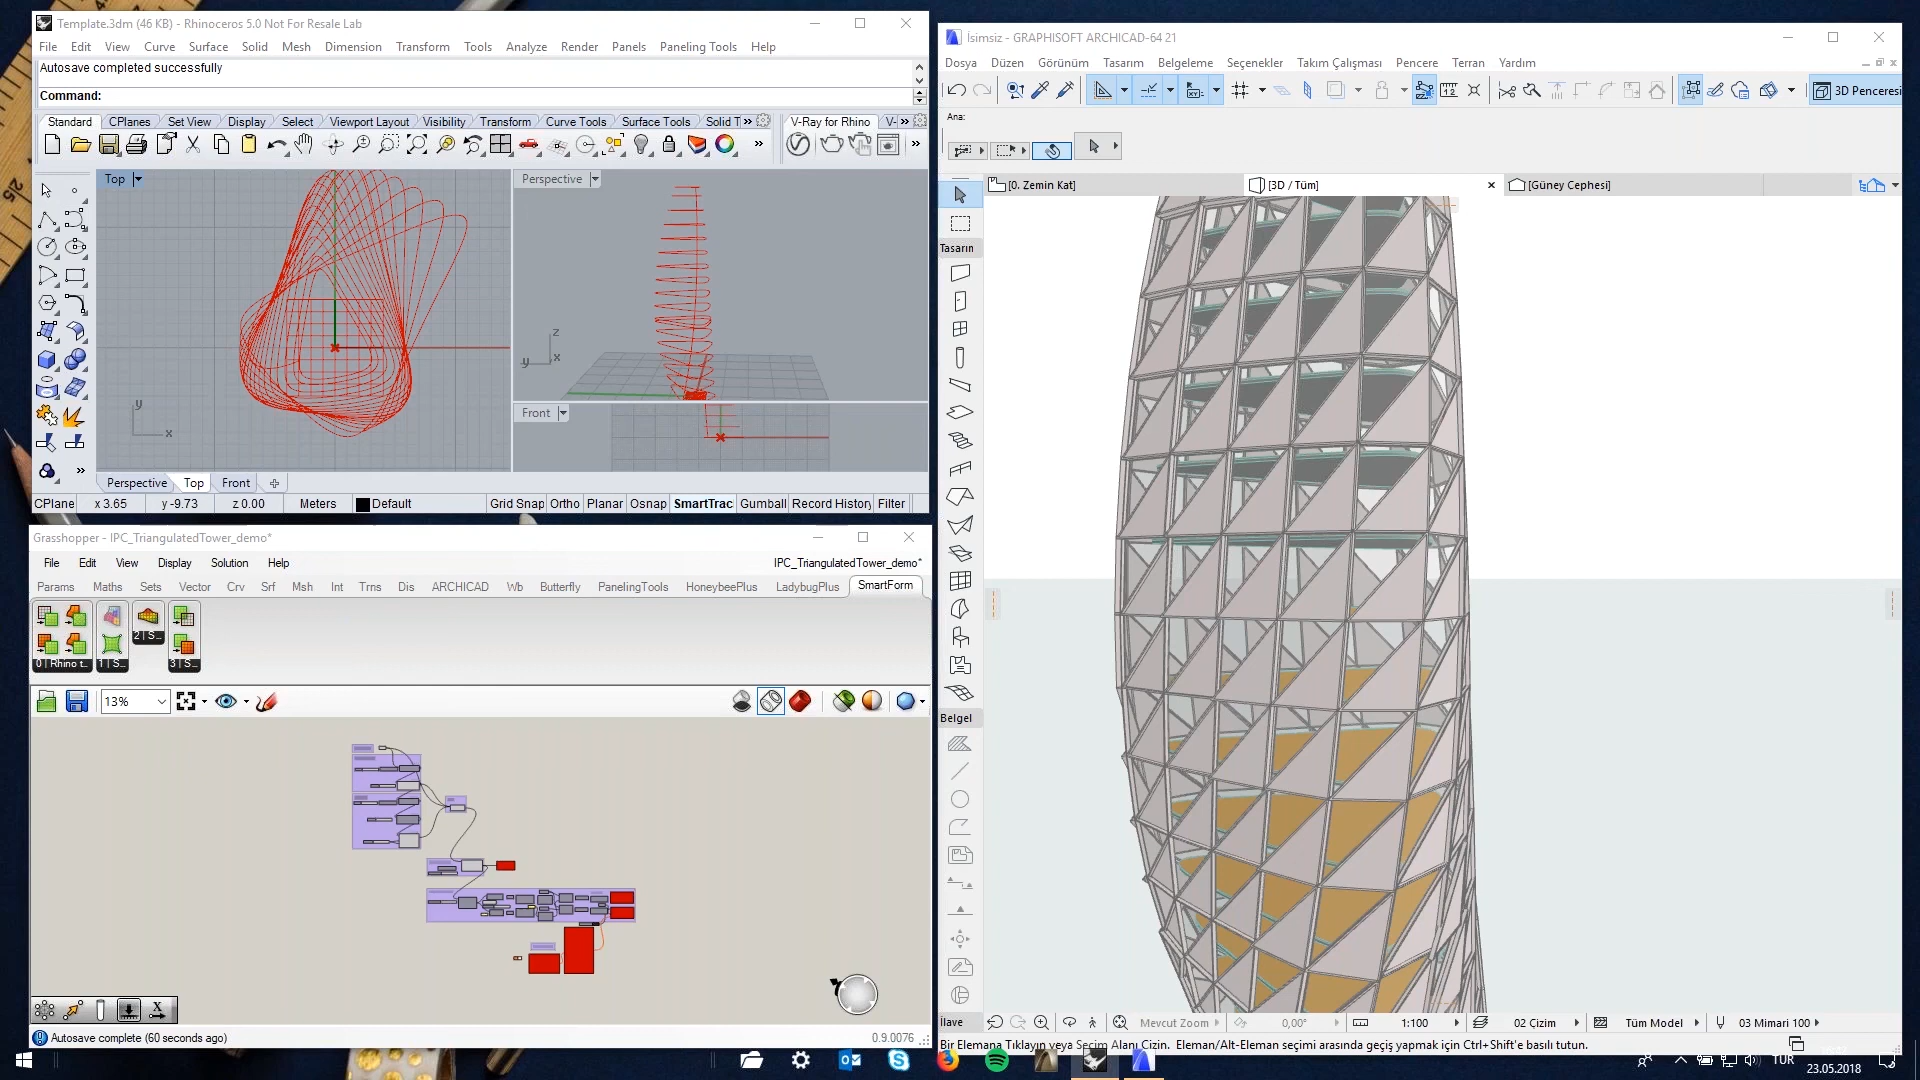 Template.3dm (46 KB) - Rhinoceros 5.0 Not For Resale Lab
File Edit View Curve Surface Solid Mesh Dimension Transform Tools Analyze Render Panels Paneling Tools Help
Autosave completed successfully
Command:
Standard CPlanes Set View Display Select Viewport Layout Visibility Transform Curve Tools Surface Tools Solid T » V-Ray for Rhino V- »
Top
Perspective
z
y
x
Front
y
x
Perspective Top Front
CPlane x 3.65 y -9.73 z 0.00 Meters Default Grid Snap Ortho Planar Osnap SmartTrac Gumball Record History Filter
Grasshopper - IPC_TriangulatedTower_demo*
File Edit View Display Solution Help IPC_TriangulatedTower_demo*
Params Maths Sets Vector Crv Srf Msh Int Trns Dis ARCHICAD Wb Butterfly PanelingTools HoneybeePlus LadybugPlus SmartForm
0 | Rhino t... 1 | S... 2 | S... 3 | S...
13%
Autosave complete (60 seconds ago) 0.9.0076
İsimsiz - GRAPHISOFT ARCHICAD-64 21
Dosya Düzen Görünüm Tasarım Belgeleme Seçenekler Takım Çalışması Pencere Terran Yardım
3D Penceresi
Ana:
[0. Zemin Kat] [3D / Tüm] [Güney Cephesi]
Tasarın
Belgel
İlave Mevcut Zoom 0,00° 1:100 02 Çizim Tüm Model 03 Mimari 100
Bir Elemana Tıklayın veya Seçim Alanı Çizin. Eleman/Alt-Eleman seçimi arasında geçiş yapmak için Ctrl+Shift'e basılı tutun.
TUR
23.05.2018